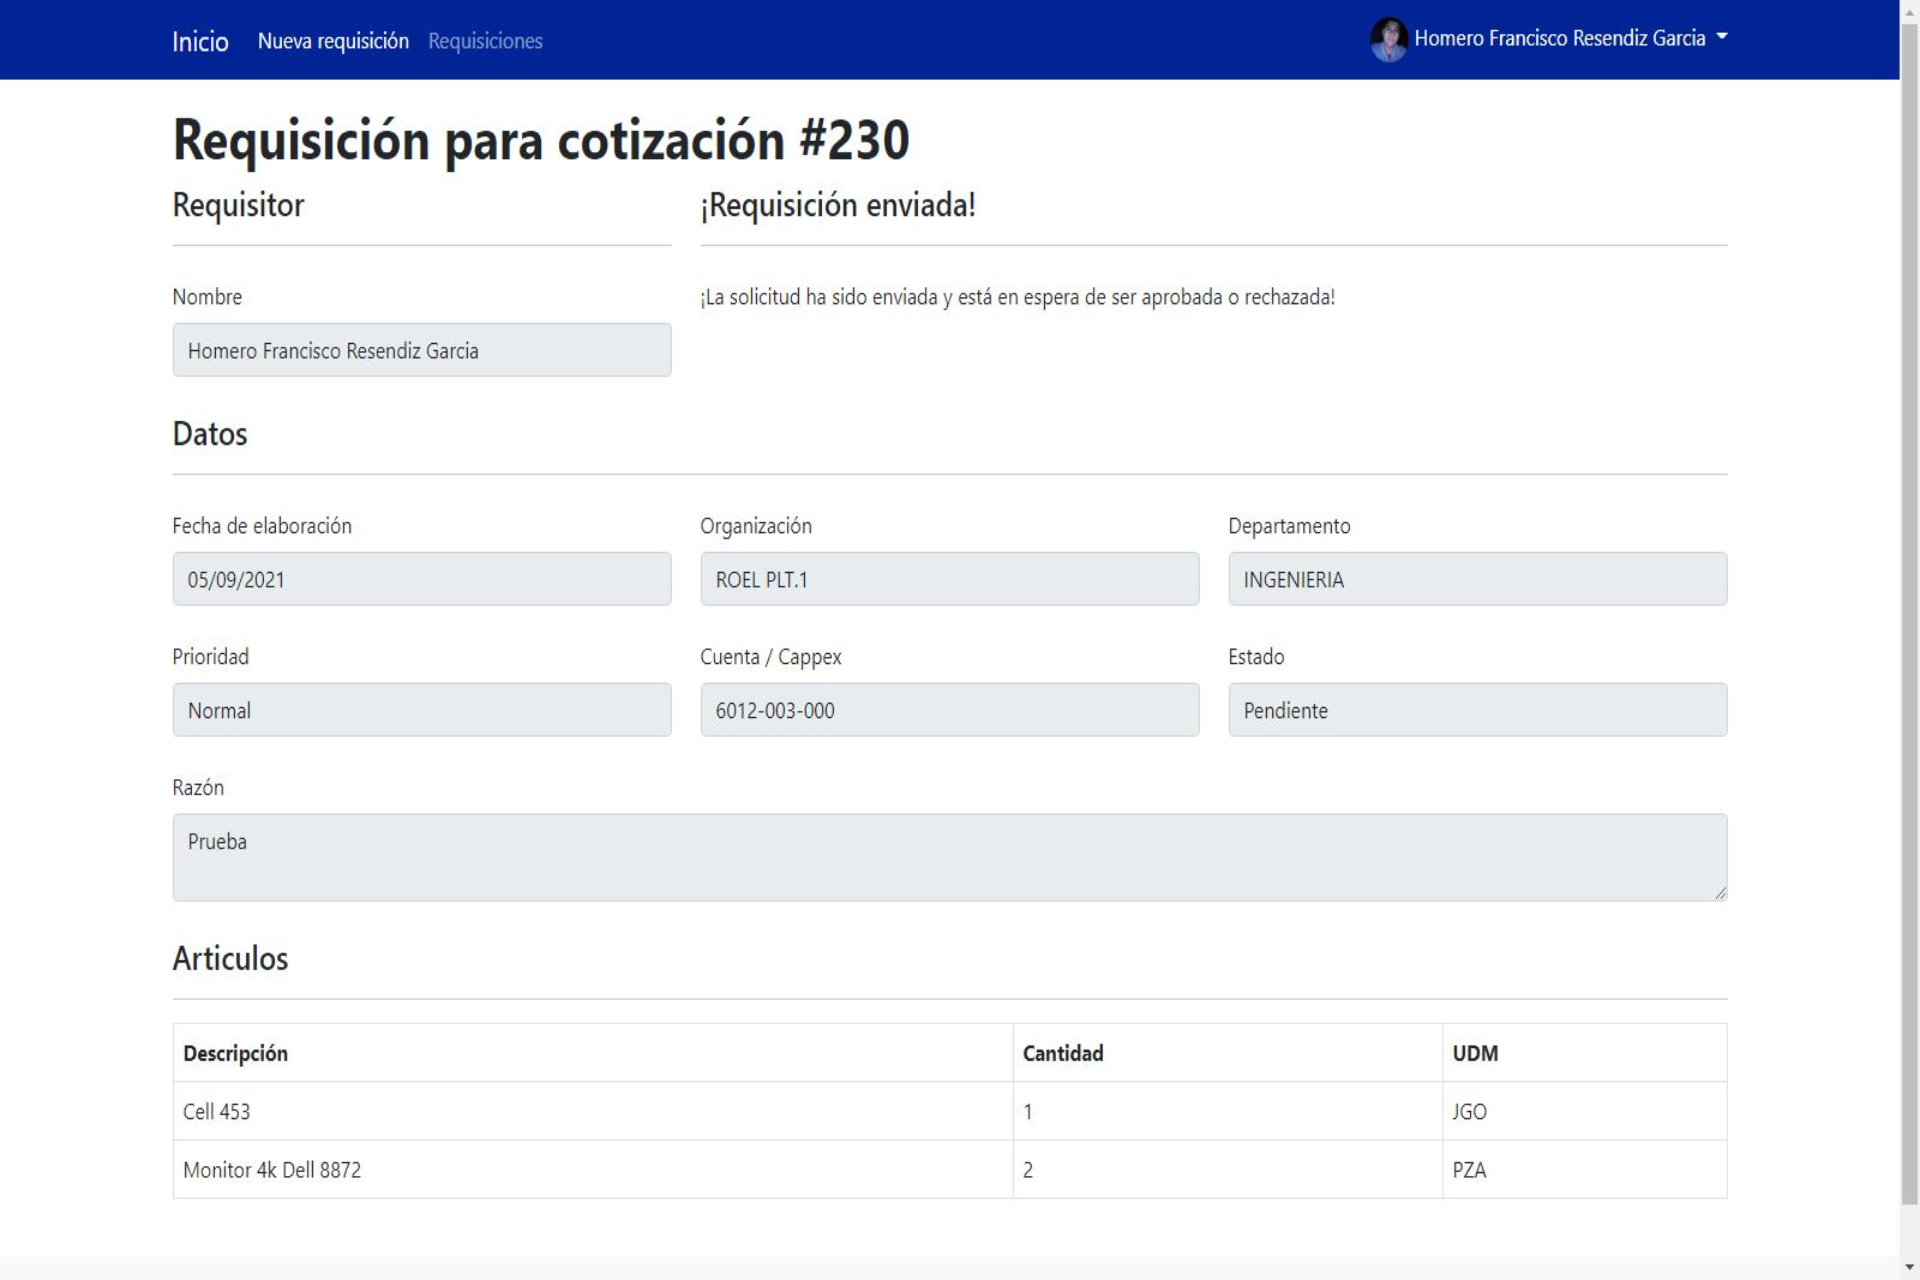 Inicio Nueva requisición Requisiciones Homero Francisco Resendiz Garcia
Requisición para cotización #230
Requisitor ¡Requisición enviada!
Nombre ¡La solicitud ha sido enviada y está en espera de ser aprobada o rechazada!
Homero Francisco Resendiz Garcia
Datos
Fecha de elaboración Organización Departamento
05/09/2021 ROEL PLT.1 INGENIERIA
Prioridad Cuenta / Cappex Estado
Normal 6012-003-000 Pendiente
Razón
Prueba
Articulos
Descripción Cantidad UDM
Cell 453 1 JGO
Monitor 4k Dell 8872 2 PZA